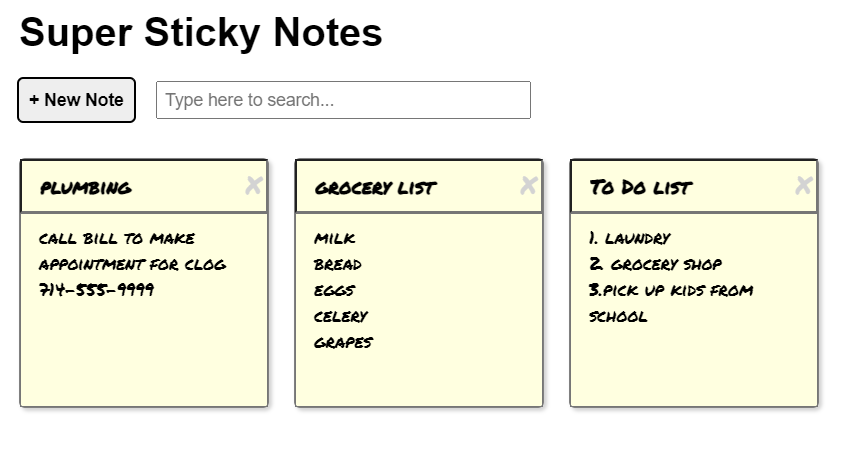 Super Sticky Notes
+ New Note
Type here to search...
PLUMBING
CALL BILL TO MAKE
APPOINTMENT FOR CLOG
714-555-9999
GROCERY LIST
MILK
BREAD
EGGS
CELERY
GRAPES
TO DO LIST
1. LAUNDRY
2. GROCERY SHOP
3.PICK UP KIDS FROM
SCHOOL